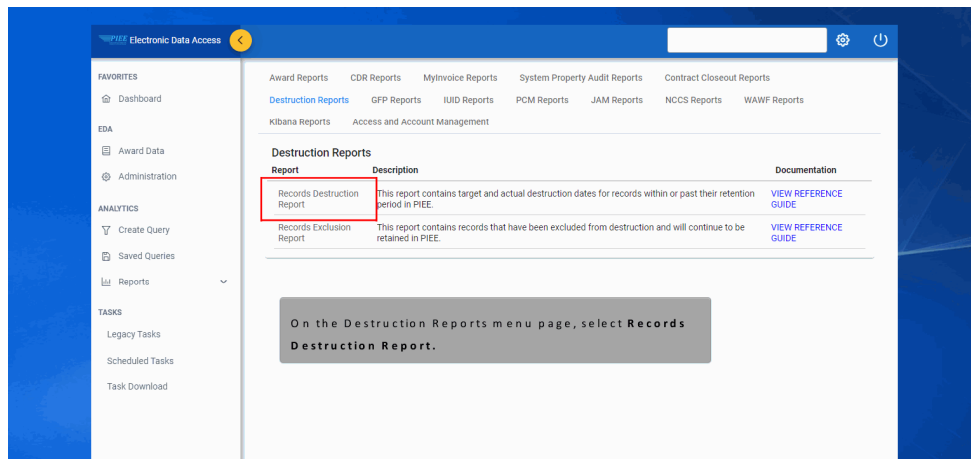 PIEE Electronic Data Access
FAVORITES
Dashboard
EDA
Award Data
Administration
ANALYTICS
Create Query
Saved Queries
Reports
TASKS
Legacy Tasks
Scheduled Tasks
Task Download
Award Reports CDR Reports MyInvoice Reports System Property Audit Reports Contract Closeout Reports
Destruction Reports GFP Reports IUID Reports PCM Reports JAM Reports NCCS Reports WAWF Reports
Kibana Reports Access and Account Management
Destruction Reports
Report Description Documentation
Records Destruction This report contains target and actual destruction dates for records within or past their retention VIEW REFERENCE
Report period in PIEE. GUIDE
Records Exclusion This report contains records that have been excluded from destruction and will continue to be VIEW REFERENCE
Report retained in PIEE. GUIDE
On the Destruction Reports menu page, select Records
Destruction Report.